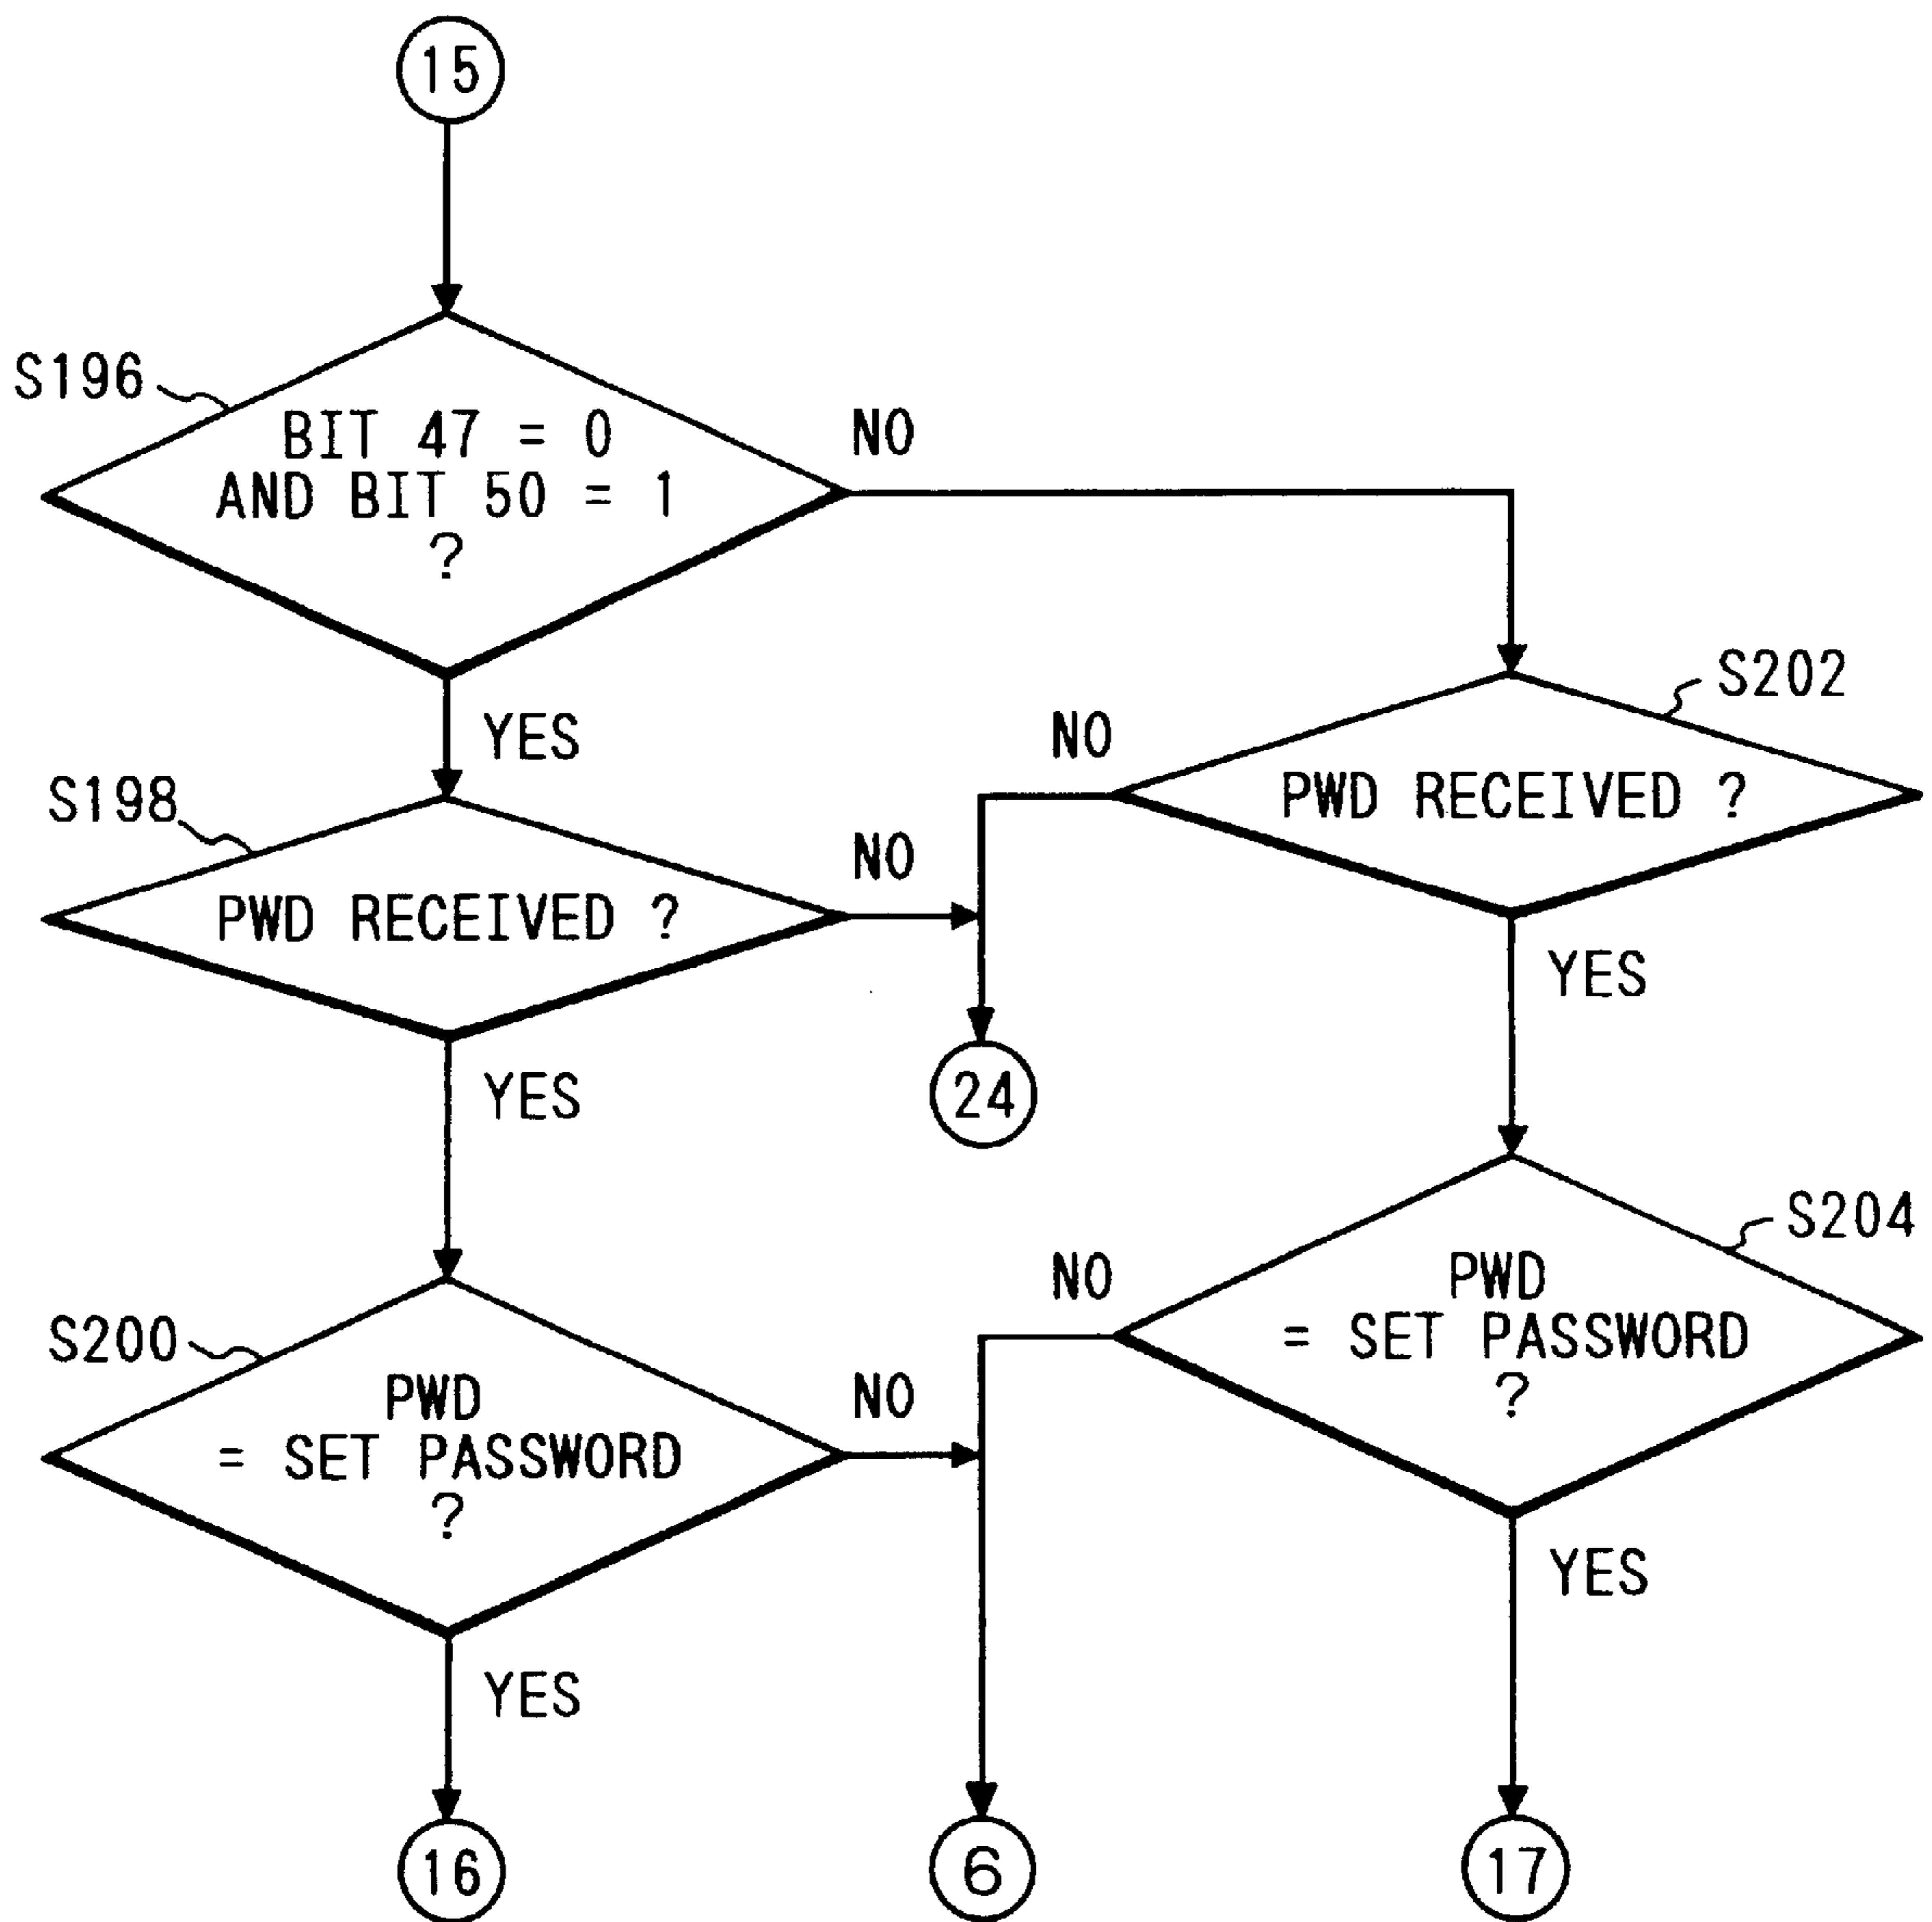 15
S196
BIT 47 = 0
AND BIT 50 = 1
?
NO
YES
S198
PWD RECEIVED ?
NO
YES
S202
PWD RECEIVED ?
NO
YES
24
S200
PWD
= SET PASSWORD
?
NO
YES
S204
PWD
= SET PASSWORD
?
NO
YES
16
6
17